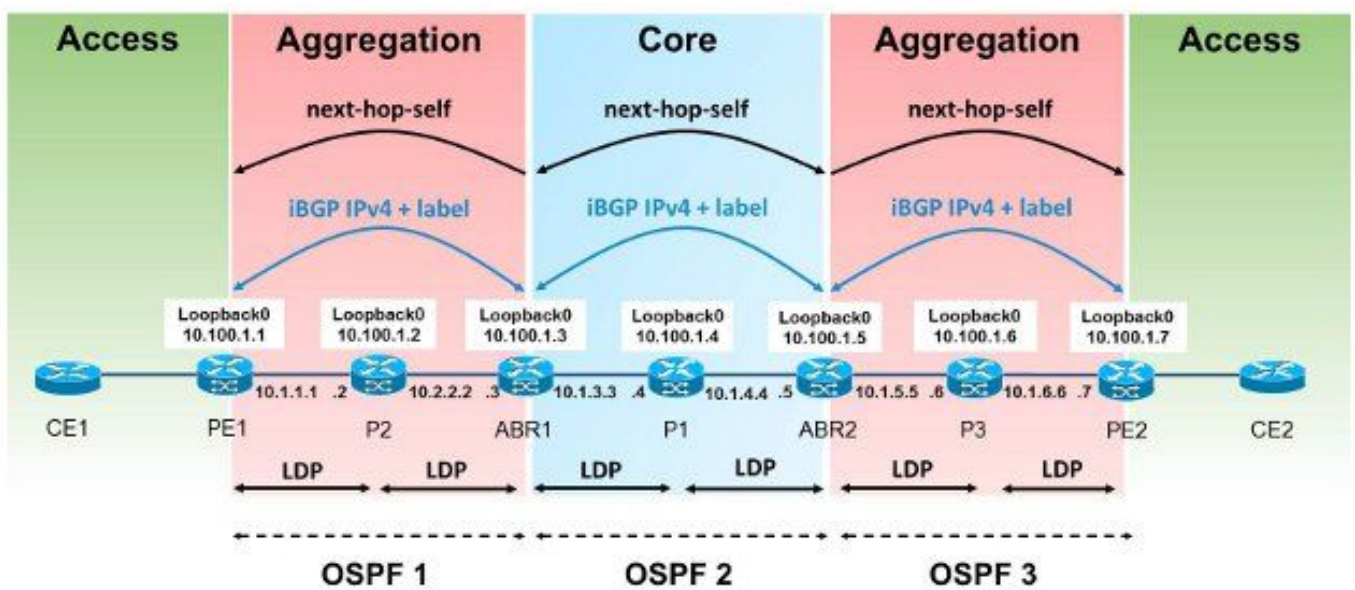 Access Aggregation Core Aggregation Access
next-hop-self next-hop-self next-hop-self
iBGP IPv4 + label iBGP IPv4 + label iBGP IPv4 + label
Loopback0 Loopback0 Loopback0 Loopback0 Loopback0 Loopback0 Loopback0
10.100.1.1 10.100.1.2 10.100.1.3 10.100.1.4 10.100.1.5 10.100.1.6 10.100.1.7
10.1.1.1 .2 10.2.2.2 .3 10.1.3.3 .4 10.1.4.4 .5 10.1.5.5 .6 10.1.6.6 .7
CE1 PE1 P2 ABR1 P1 ABR2 P3 PE2 CE2
LDP LDP LDP LDP LDP LDP
OSPF 1 OSPF 2 OSPF 3